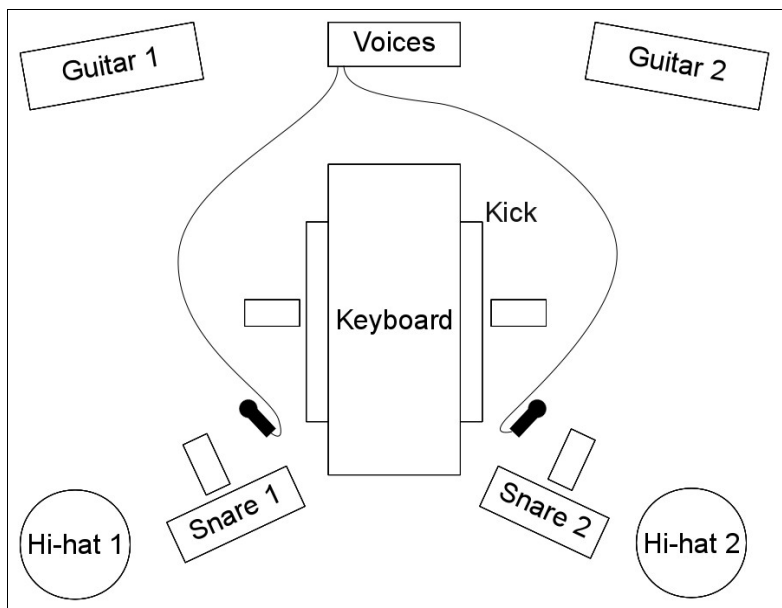 Guitar 1
Voices
Guitar 2
Kick
Keyboard
Snare 1
Snare 2
Hi-hat 1
Hi-hat 2